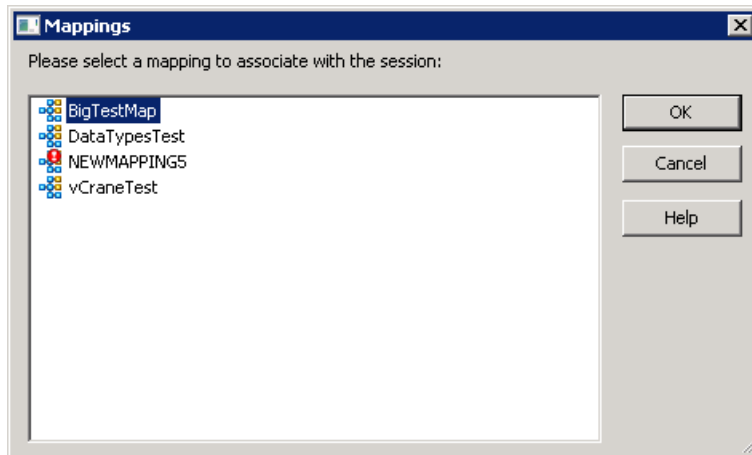 Mappings
Please select a mapping to associate with the session:
BigTestMap
DataTypesTest
NEWMAPPING5
vCraneTest
OK
Cancel
Help